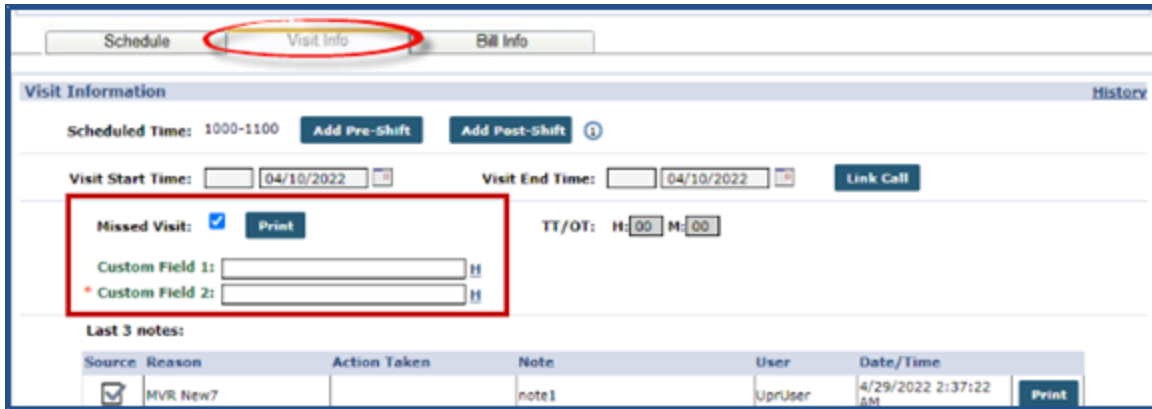 Schedule Visit Info Bill Info
Visit Information History
Scheduled Time: 1000-1100 Add Pre-Shift Add Post-Shift
Visit Start Time: 04/10/2022 Visit End Time: 04/10/2022 Link Call
Missed Visit: Print TT/OT: H: 00 M: 00
Custom Field 1: H
* Custom Field 2: H
Last 3 notes:
Source Reason Action Taken Note User Date/Time
MVR New7 note1 UprUser 4/29/2022 2:37:22 AM Print